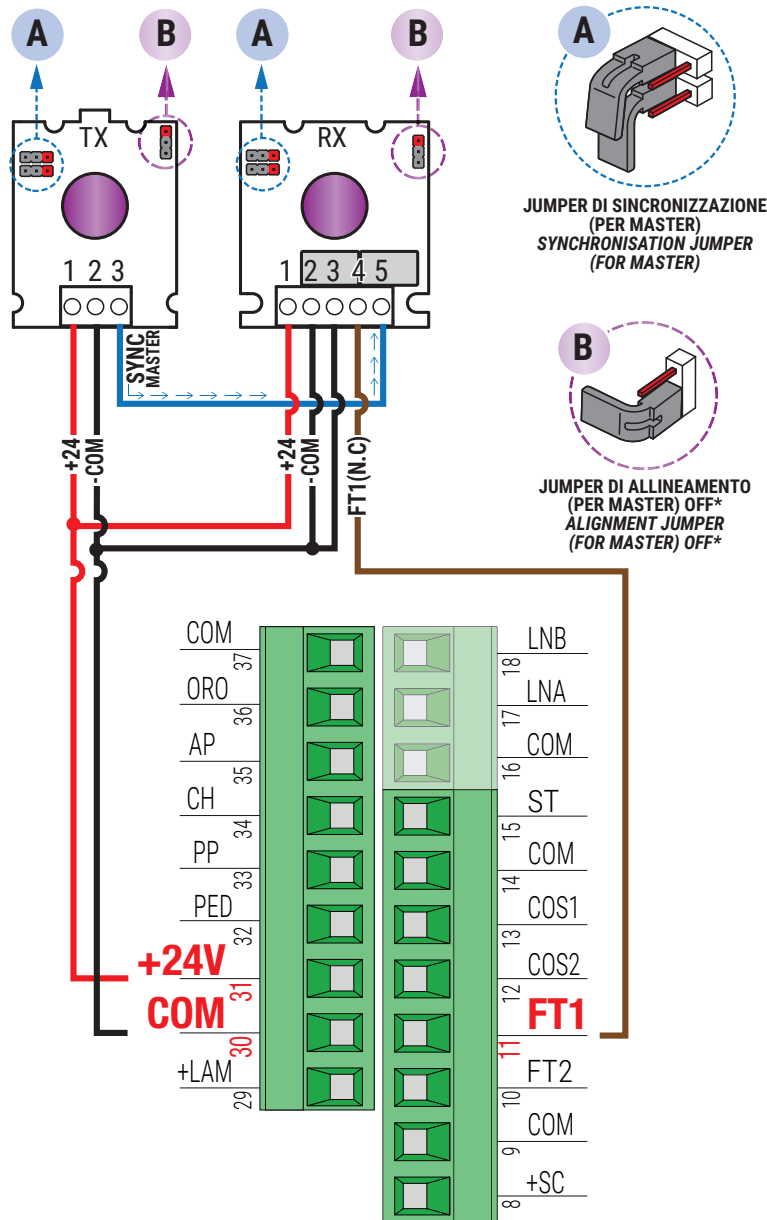 A
B
A
B
A
TX
RX
1 2 3
1 2 3 4 5
JUMPER DI SINCRONIZZAZIONE
(PER MASTER)
SYNCHRONISATION JUMPER
(FOR MASTER)
SYNC
MASTER
B
+24
-COM
+24
-COM
FT1(N.C)
JUMPER DI ALLINEAMENTO
(PER MASTER) OFF*
ALIGNMENT JUMPER
(FOR MASTER) OFF*
COM 37
ORO 36
AP 35
CH 34
PP 33
PED 32
+24V 31
COM 30
+LAM 29
18 LNB
17 LNA
16 COM
15 ST
14 COM
13 COS1
12 COS2
11 FT1
10 FT2
9 COM
8 +SC